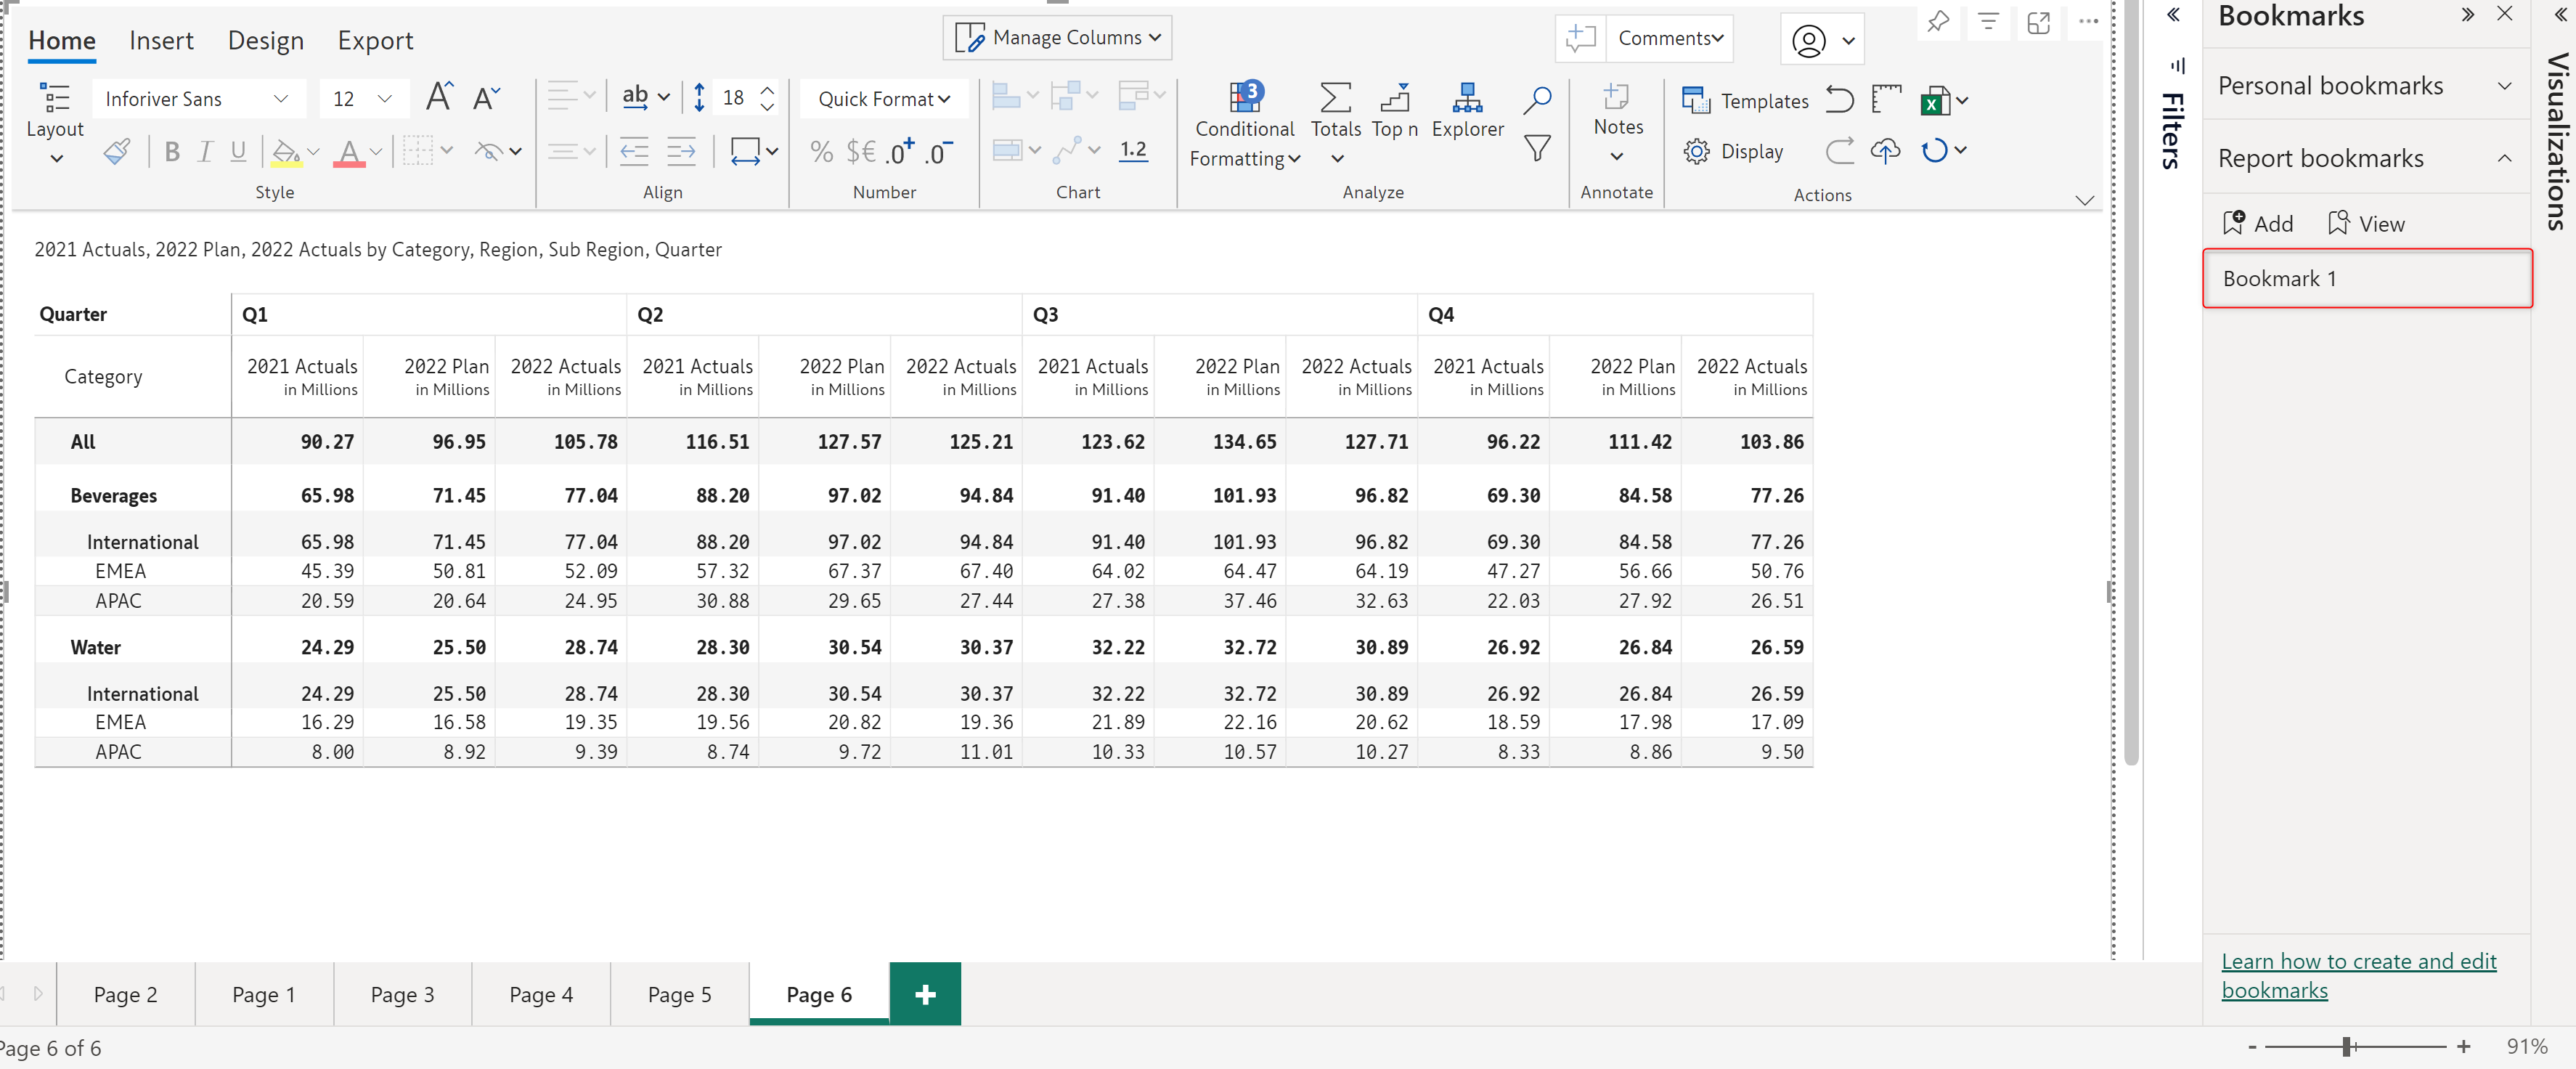 Home Insert Design Export Manage Columns Comments
Inforiver Sans 12 ab 18 Quick Format 3 Templates
Layout Conditional Formatting Totals Top n Explorer Notes
B I U A % $€ .0+ .0- 1.2 Display
Style Align Number Chart Analyze Annotate Actions
2021 Actuals, 2022 Plan, 2022 Actuals by Category, Region, Sub Region, Quarter
Quarter Q1 Q2 Q3 Q4
Category 2021 Actuals 2022 Plan 2022 Actuals 2021 Actuals 2022 Plan 2022 Actuals 2021 Actuals 2022 Plan 2022 Actuals 2021 Actuals 2022 Plan 2022 Actuals
in Millions in Millions in Millions in Millions in Millions in Millions in Millions in Millions in Millions in Millions in Millions in Millions
All 90.27 96.95 105.78 116.51 127.57 125.21 123.62 134.65 127.71 96.22 111.42 103.86
Beverages 65.98 71.45 77.04 88.20 97.02 94.84 91.40 101.93 96.82 69.30 84.58 77.26
International 65.98 71.45 77.04 88.20 97.02 94.84 91.40 101.93 96.82 69.30 84.58 77.26
EMEA 45.39 50.81 52.09 57.32 67.37 67.40 64.02 64.47 64.19 47.27 56.66 50.76
APAC 20.59 20.64 24.95 30.88 29.65 27.44 27.38 37.46 32.63 22.03 27.92 26.51
Water 24.29 25.50 28.74 28.30 30.54 30.37 32.22 32.72 30.89 26.92 26.84 26.59
International 24.29 25.50 28.74 28.30 30.54 30.37 32.22 32.72 30.89 26.92 26.84 26.59
EMEA 16.29 16.58 19.35 19.56 20.82 19.36 21.89 22.16 20.62 18.59 17.98 17.09
APAC 8.00 8.92 9.39 8.74 9.72 11.01 10.33 10.57 10.27 8.33 8.86 9.50
Filters
Bookmarks
Personal bookmarks
Report bookmarks
Add View
Bookmark 1
Learn how to create and edit
bookmarks
Visualizations
Page 2 Page 1 Page 3 Page 4 Page 5 Page 6 +
Page 6 of 6
- + 91%